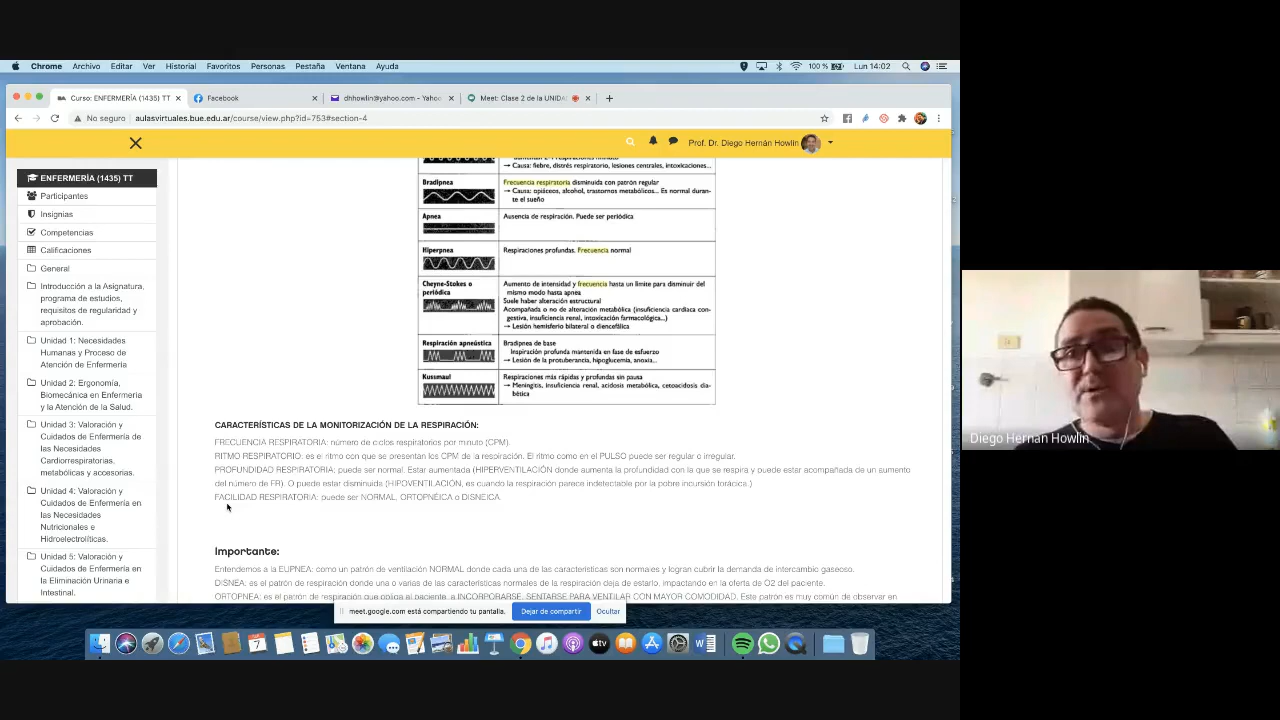 Chrome Archivo Editar Ver Historial Favoritos Personas Pestaña Ventana Ayuda
100 % Lun 14:02
Curso: ENFERMERÍA (1435) TT
Facebook
dhhowlin@yahoo.com - Yahoo
Meet: Clase 2 de la UNIDA
No seguro aulasvirtuales.bue.edu.ar/course/view.php?id=753#section-4
Prof. Dr. Diego Hernán Howlin
ENFERMERÍA (1435) TT
Participantes
Insignias
Competencias
Calificaciones
General
Introducción a la Asignatura,
programa de estudios,
requisitos de regularidad y
aprobación.
Unidad 1: Necesidades
Humanas y Proceso de
Atención de Enfermería
Unidad 2: Ergonomía,
Biomecánica en Enfermería
y la Atención de la Salud.
Unidad 3: Valoración y
Cuidados de Enfermería de
las Necesidades
Cardiorrespiratorias,
metabólicas y accesorias.
Unidad 4: Valoración y
Cuidados de Enfermería en
las Necesidades
Nutricionales e
Hidroelectrolíticas.
Unidad 5: Valoración y
Cuidados de Enfermería en
la Eliminación Urinaria e
Intestinal.
→ Causa: fiebre, distrés respiratorio, lesiones centrales, intoxicaciones...
Bradipnea
Frecuencia respiratoria disminuida con patrón regular
→ Causa: opiáceos, alcohol, trastornos metabólicos... Es normal duran-
te el sueño
Apnea
Ausencia de respiración. Puede ser periódica
Hiperpnea
Respiraciones profundas. Frecuencia normal
Cheyne-Stokes o
periódica
Aumento de intensidad y frecuencia hasta un límite para disminuir del
mismo modo hasta apnea
Suele haber alteración estructural
Acompañada o no de alteración metabólica (insuficiencia cardiaca con-
gestiva, insuficiencia renal, intoxicación farmacológica...)
→ Lesión hemisferio bilateral o diencefálica
Respiración apnéustica
Bradipnea de base
Inspiración profunda mantenida en fase de esfuerzo
→ Lesión de la protuberancia, hipoglucemia, anoxia...
Kussmaul
Respiraciones más rápidas y profundas sin pausa
→ Meningitis, insuficiencia renal, acidosis metabólica, cetoacidosis dia-
bética
CARACTERÍSTICAS DE LA MONITORIZACIÓN DE LA RESPIRACIÓN:
FRECUENCIA RESPIRATORIA: número de ciclos respiratorios por minuto (CPM).
RITMO RESPIRATORIO: es el ritmo con que se presentan los CPM de la respiración. El ritmo como en el PULSO puede ser regular o irregular.
PROFUNDIDAD RESPIRATORIA; puede ser normal. Estar aumentada (HIPERVENTILACIÓN donde aumenta la profundidad con la que se respira y puede estar acompañada de un aumento
del número de FR). O puede estar disminuida (HIPOVENTILACIÓN, es cuando la respiración parece indetectable por la pobre incursión torácica.)
FACILIDAD RESPIRATORIA: puede ser NORMAL, ORTOPNÉICA o DISNEICA.
Importante:
Entendemos a la EUPNEA: como un patrón de ventilación NORMAL donde cada una de las características son normales y logran cubrir la demanda de intercambio gaseoso.
DISNEA: es el patrón de respiración donde una o varias de las características normales de la respiración deja de estarlo, impactando en la oferta de O2 del paciente.
ORTOPNEA: es el patrón de respiración que obliga al paciente a INCORPORARSE, SENTARSE PARA VENTILAR CON MAYOR COMODIDAD. Este patrón es muy común de observar en
meet.google.com está compartiendo tu pantalla. Dejar de compartir Ocultar
Diego Hernan Howlin